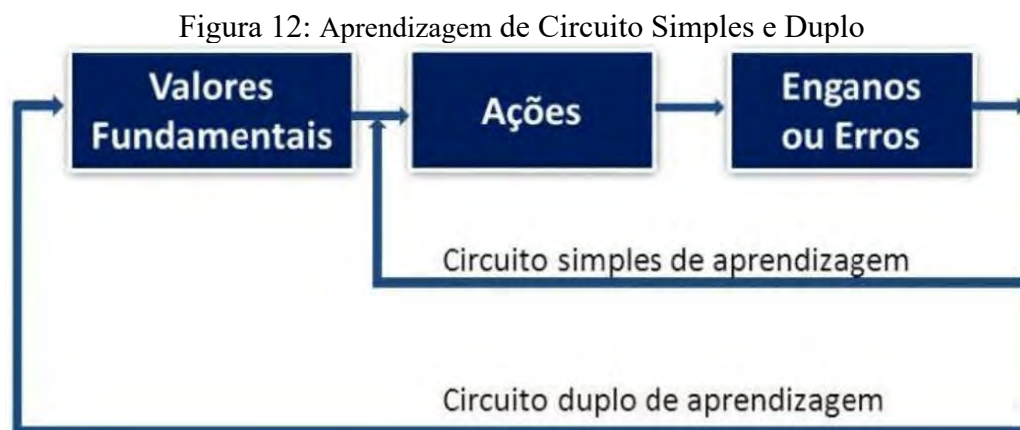 Figura 12: Aprendizagem de Circuito Simples e Duplo
Valores
Fundamentais
Ações
Enganos
ou Erros
Circuito simples de aprendizagem
Circuito duplo de aprendizagem